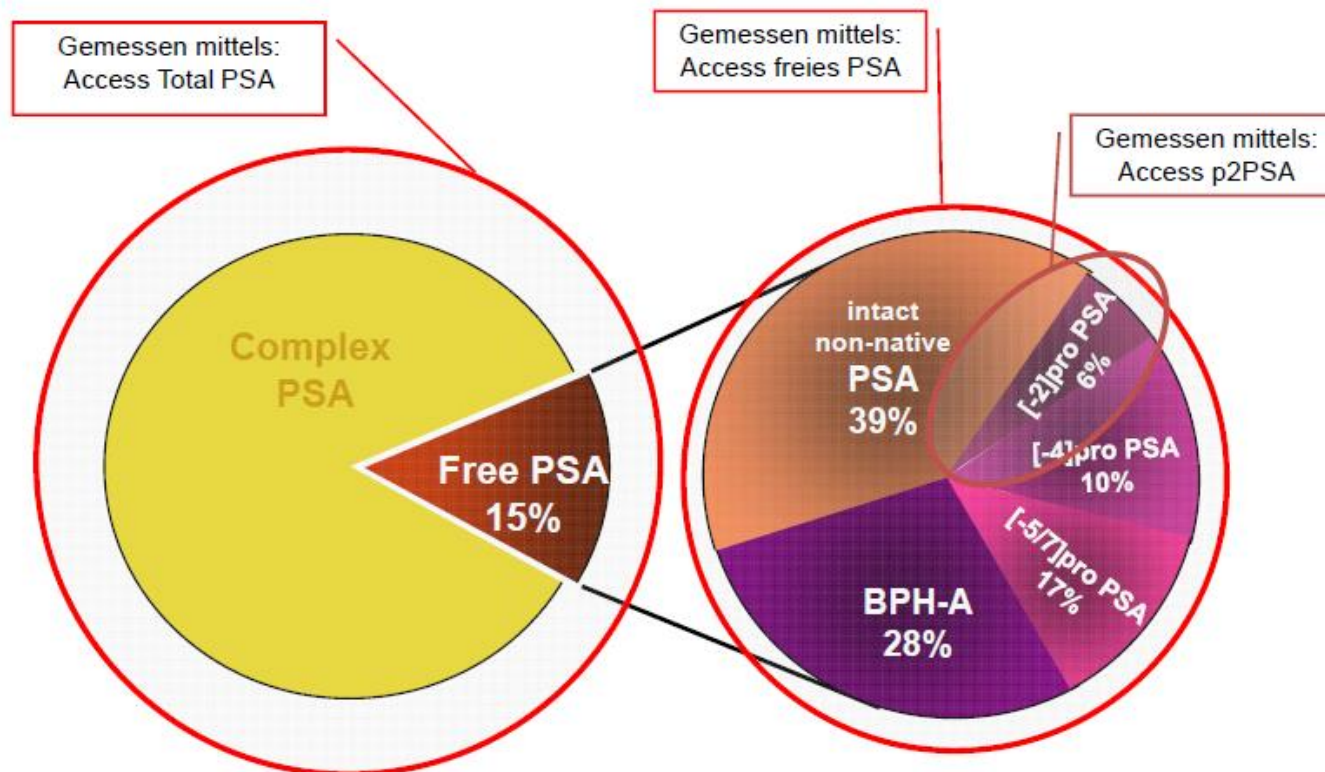 Gemessen mittels:
Access Total PSA
Gemessen mittels:
Access freies PSA
Gemessen mittels:
Access p2PSA
Complex
PSA
Free PSA
15%
intact
non-native
PSA
39%
[-2]pro PSA
6%
[-4]pro PSA
10%
[-5/7]pro PSA
17%
BPH-A
28%